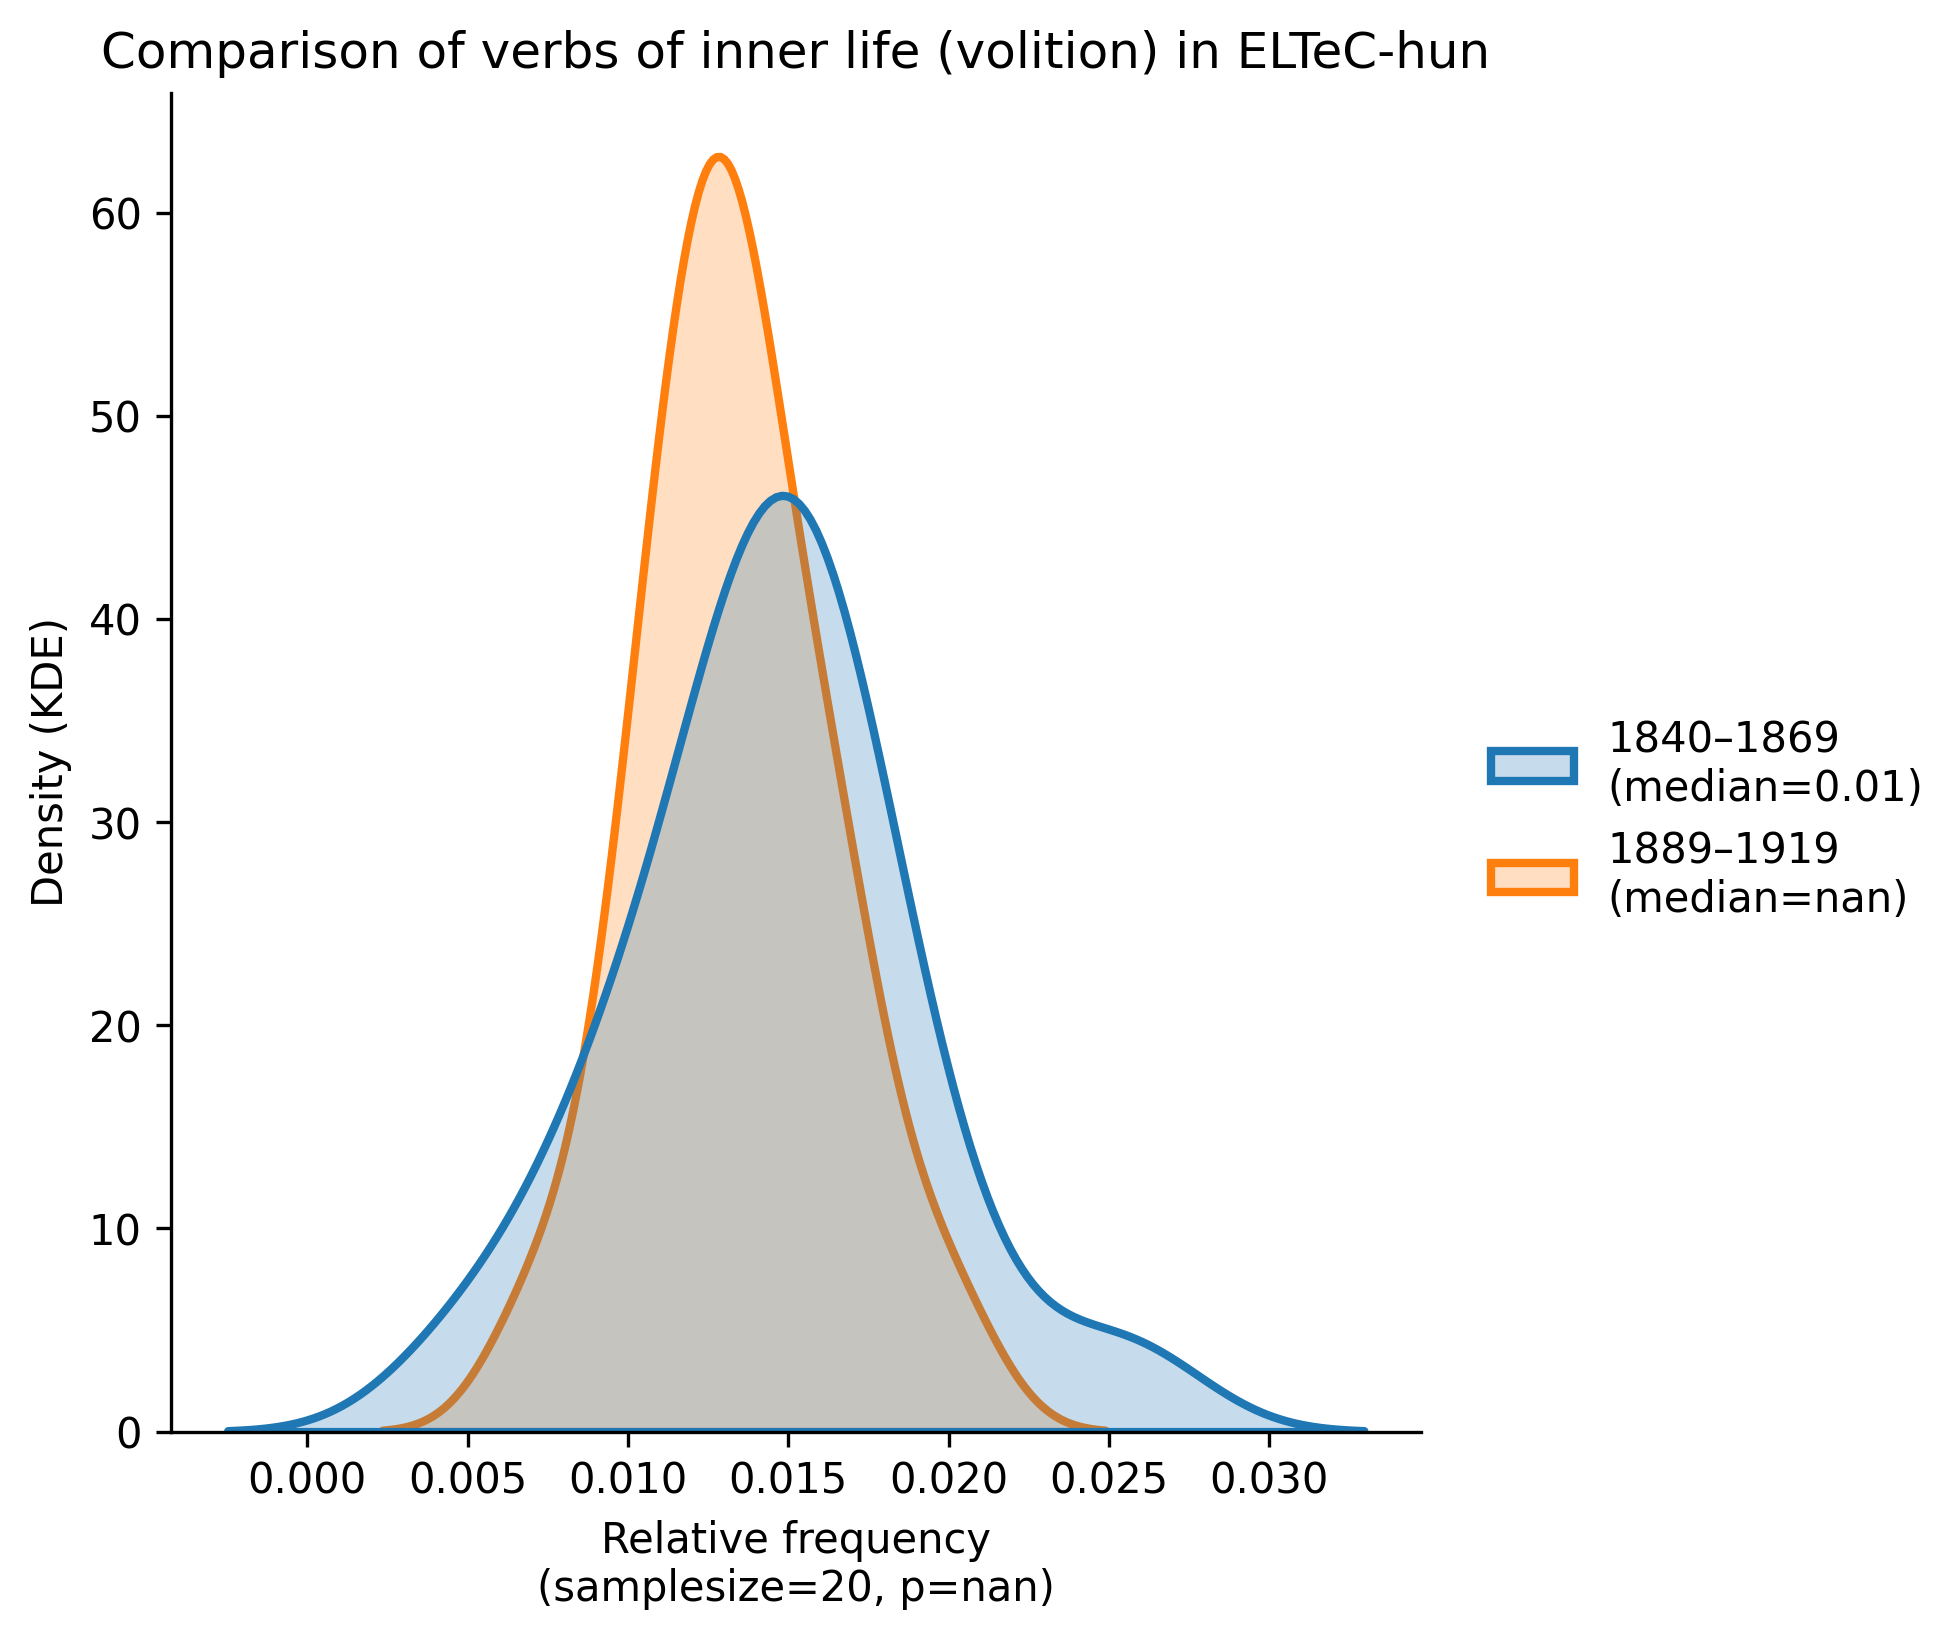 Comparison of verbs of inner life (volition) in ELTeC-hun
Density (KDE)
60
50
40
30
20
10
0
0.000 0.005 0.010 0.015 0.020 0.025 0.030
Relative frequency
(samplesize=20, p=nan)
1840–1869
(median=0.01)
1889–1919
(median=nan)